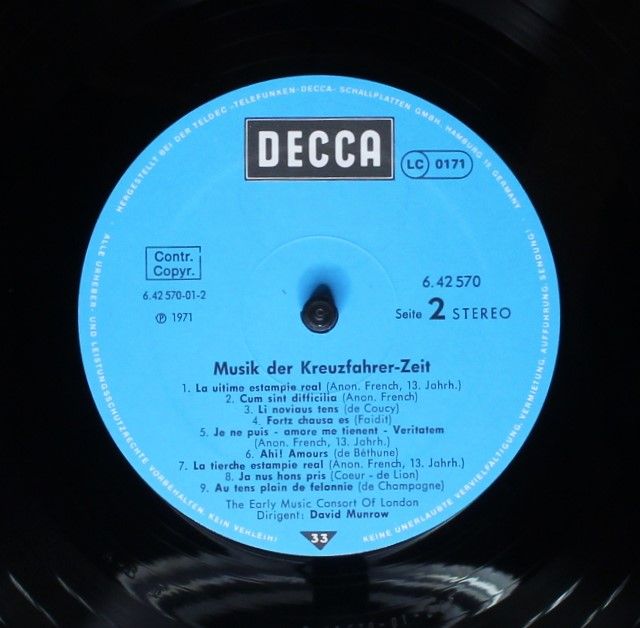 HERGESTELLT BEI DER TELDEC „TELEFUNKEN-DECCA“ SCHALLPLATTEN GMBH, HAMBURG 19 GERMANY ·
DECCA
LC 0171
Contr.
Copyr.
6.42 570
6.42 570-01-2
Seite 2 STEREO
℗ 1971
Musik der Kreuzfahrer-Zeit
1. La uitime estampie real (Anon. French, 13. Jahrh.)
2. Cum sint difficilia (Anon. French)
3. Li noviaus tens (de Coucy)
4. Fortz chausa es (Faidit)
5. Je ne puis - amore me tienent - Veritatem
(Anon. French, 13. Jahrh.)
6. Ahi! Amours (de Béthune)
7. La tierche estampie real (Anon. French, 13. Jahrh.)
8. Ja nus hons pris (Coeur - de Lion)
9. Au tens plain de felonnie (de Champagne)
The Early Music Consort Of London
Dirigent: David Munrow
33
· ALLE URHEBER- UND LEISTUNGSSCHUTZRECHTE VORBEHALTEN. KEIN VERLEIH!
KEINE UNERLAUBTE VERVIELFÄLTIGUNG, VERMIETUNG, AUFFÜHRUNG, SENDUNG! ·